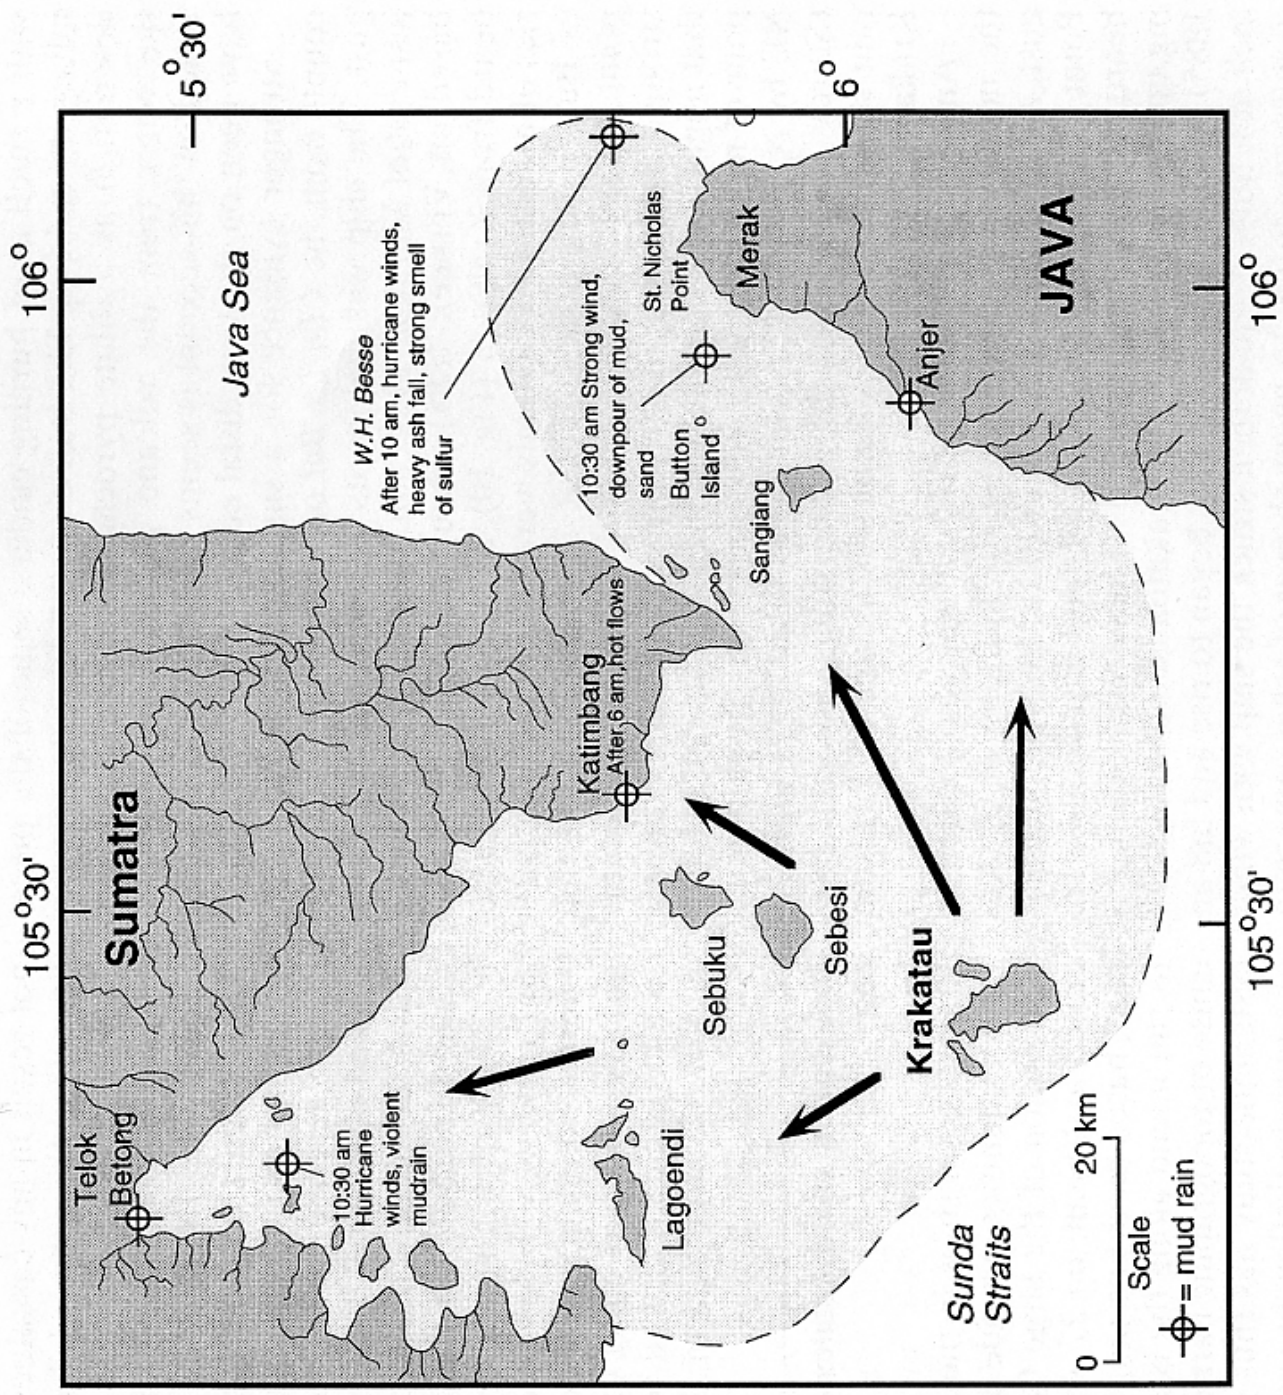 105°30'
106°
5°30'
6°
105°30'
106°
Sumatra
Java Sea
Telok
Betong
10:30 am
Hurricane
winds, violent
mudrain
W.H. Besse
After 10 am, hurricane winds,
heavy ash fall, strong smell
of sulfur
Katimbang
After 6 am,hot flows
10:30 am Strong wind,
downpour of mud,
sand
Button
Island
St. Nicholas
Point
Merak
Sangiang
Anjer
JAVA
Lagoendi
Sebuku
Sebesi
Krakatau
Sunda
Straits
0 20 km
Scale
= mud rain